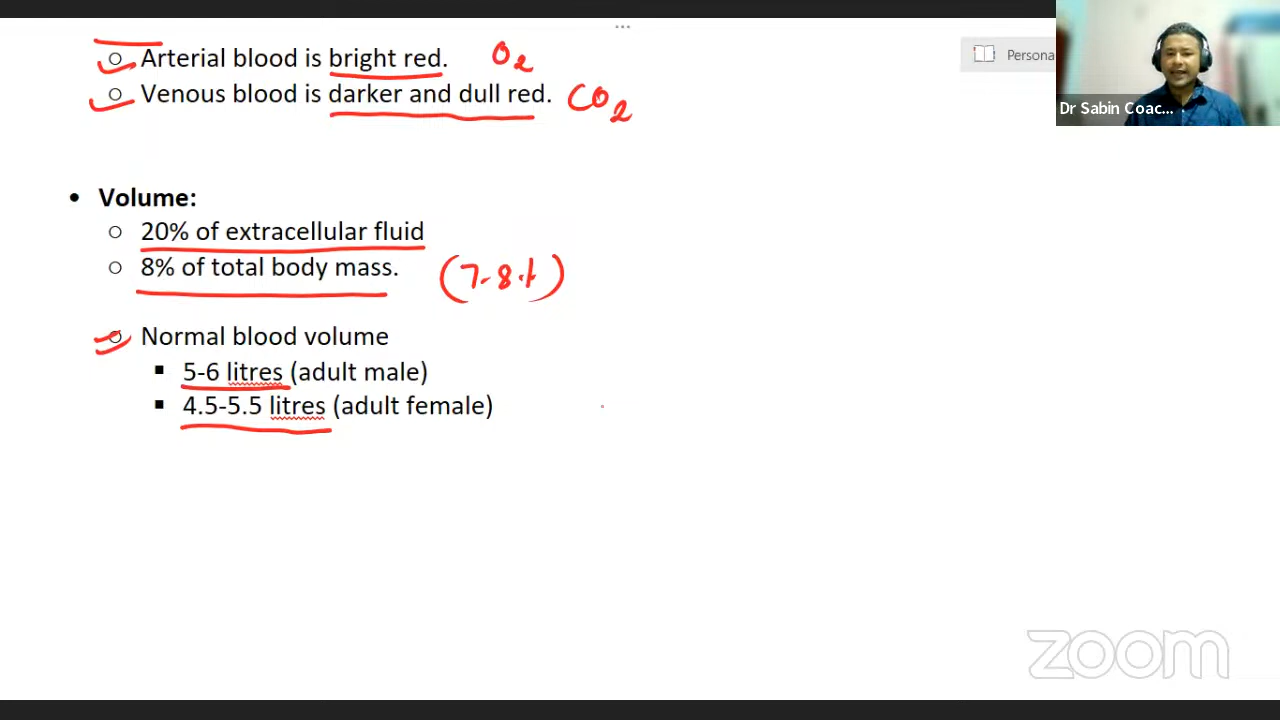 Arterial blood is bright red. O2
Persona
Venous blood is darker and dull red. CO2
Dr Sabin Coac...
• Volume:
20% of extracellular fluid
8% of total body mass. (7-8%)
Normal blood volume
5-6 litres (adult male)
4.5-5.5 litres (adult female)
zoom